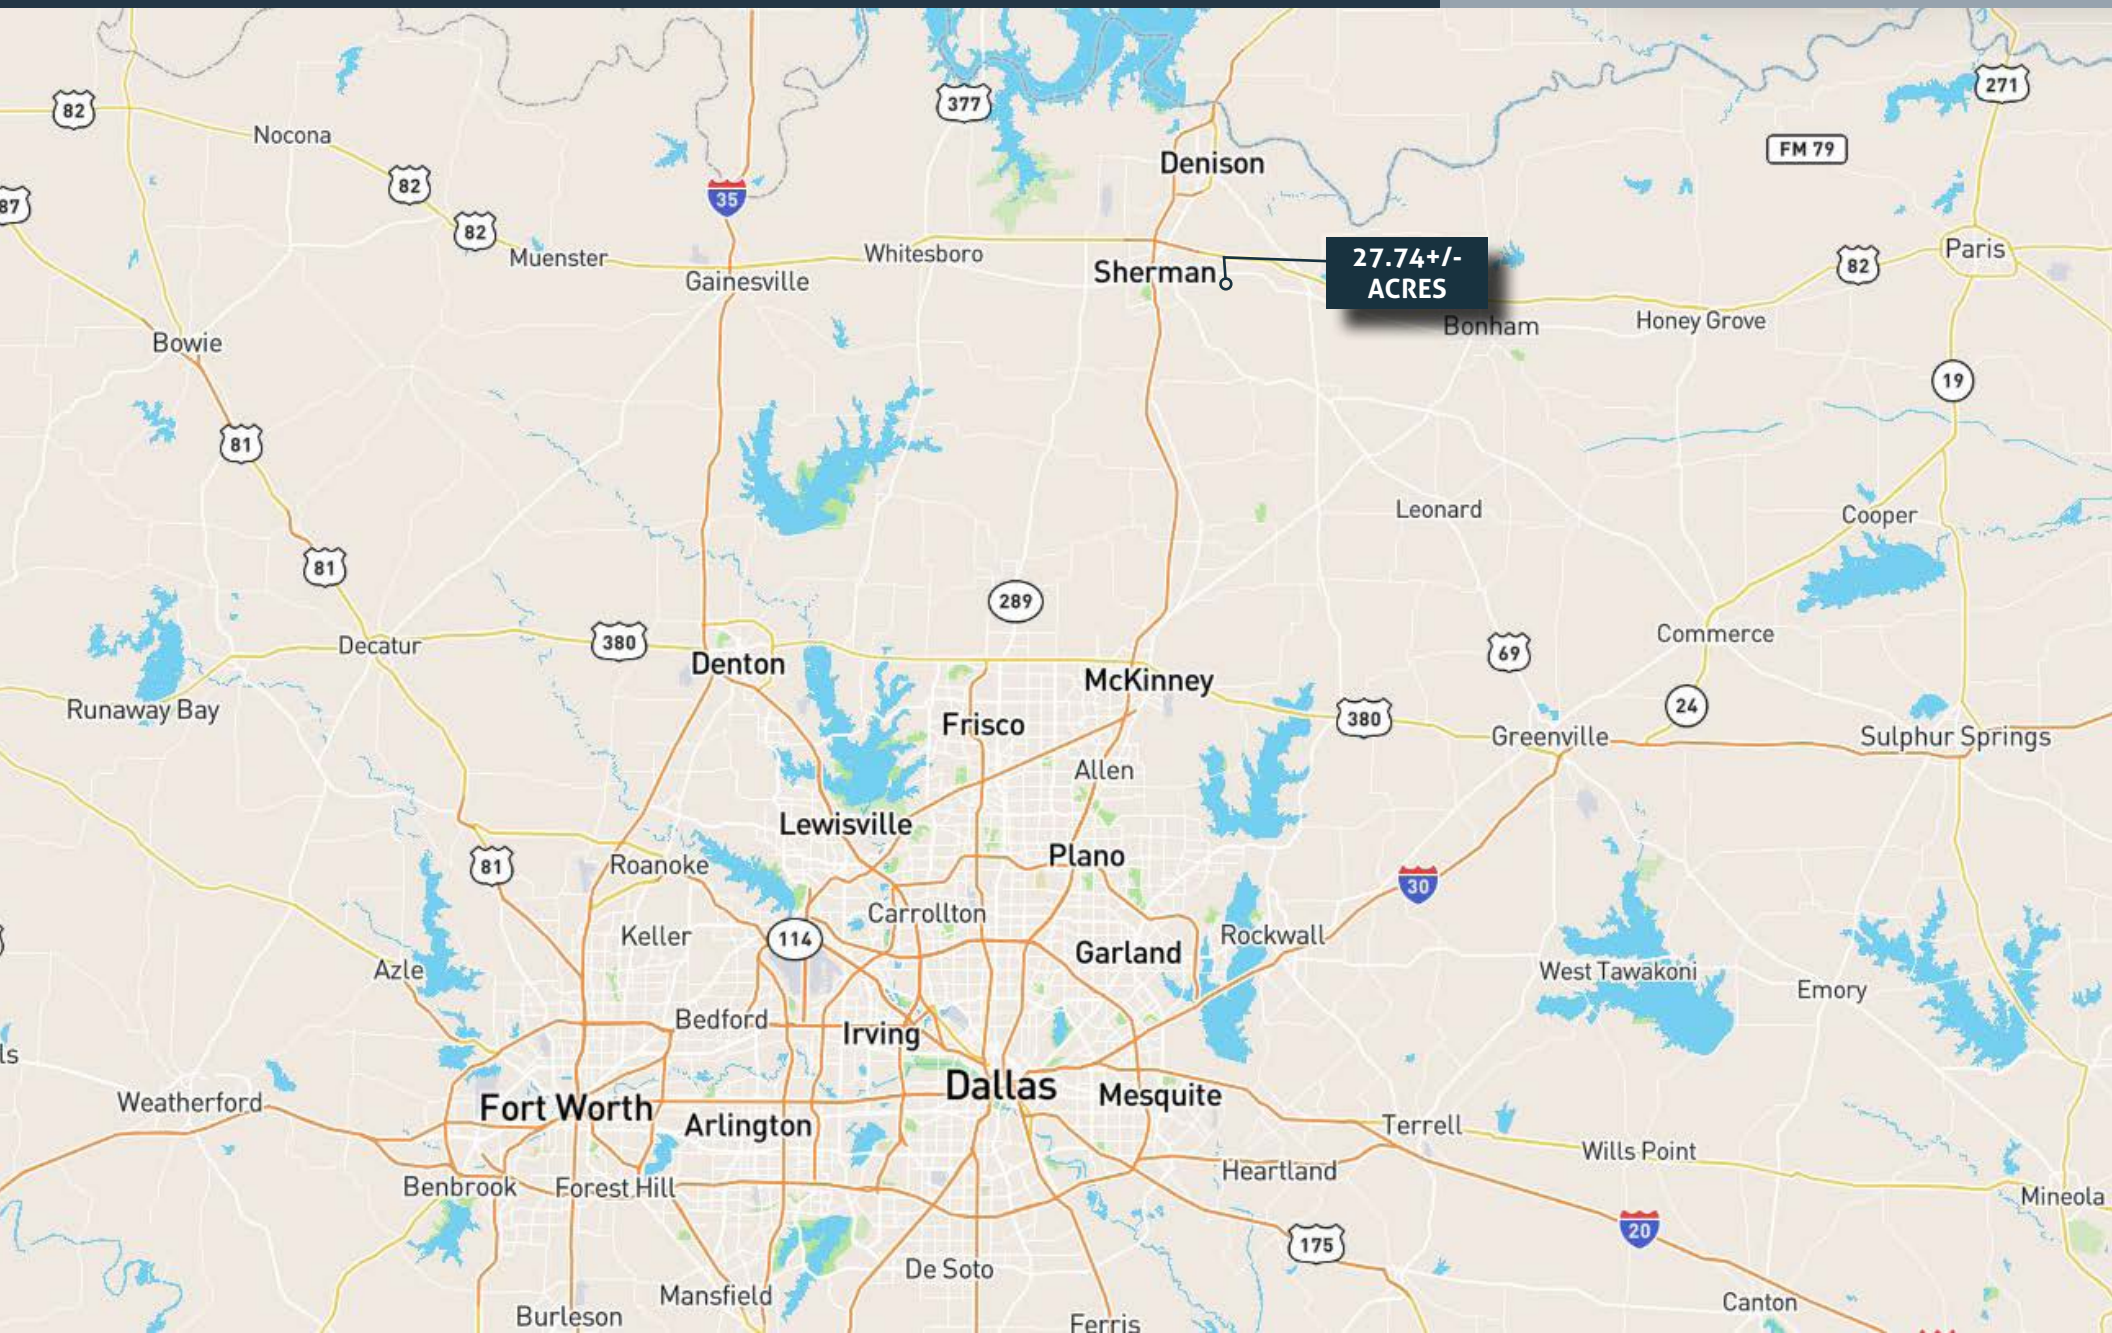 377
271
82
FM 79
Nocona
Denison
82
87
35
82
Muenster
Whitesboro
Gainesville
Sherman
27.74+/-
ACRES
82
Paris
Bonham
Honey Grove
Bowie
19
81
Leonard
Cooper
81
289
Decatur
380
Denton
McKinney
69
Commerce
Runaway Bay
Frisco
380
24
Greenville
Sulphur Springs
Allen
Lewisville
81
Roanoke
Plano
30
Carrollton
Keller
114
Garland
Rockwall
Azle
West Tawakoni
Emory
Bedford
Irving
ls
Dallas
Mesquite
Weatherford
Fort Worth
Arlington
Terrell
Wills Point
Heartland
Benbrook
Forest Hill
Mineola
20
175
De Soto
Mansfield
Canton
Burleson
Ferris